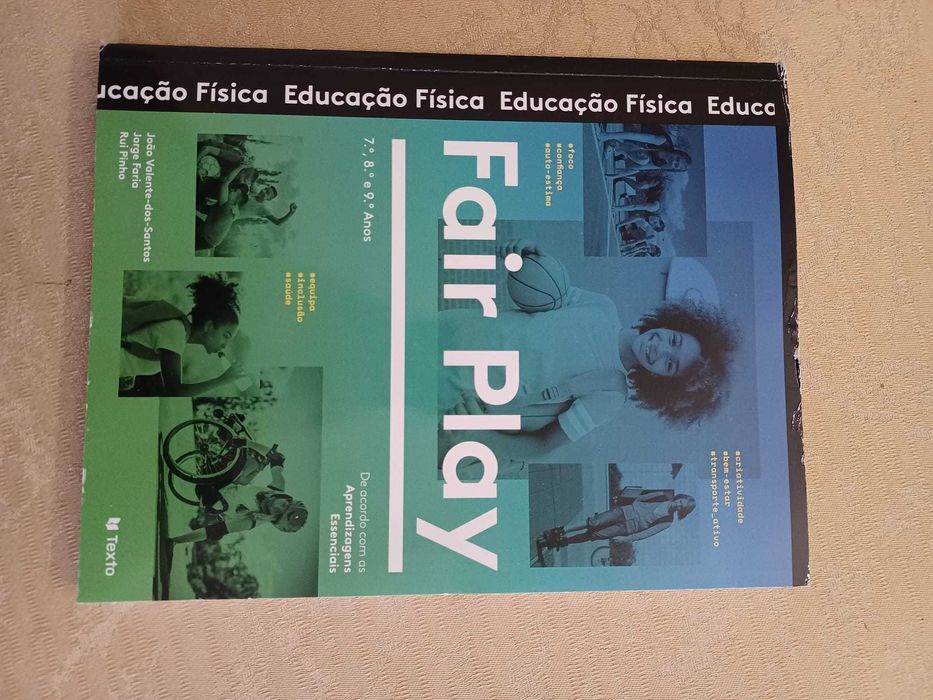 ucação Física Educação Física Educação Física Educa
#foco
#confiança
#auto-estima
#criatividade
#bem-estar
#transporte_ativo
Fair Play
7.º, 8.º e 9.º Anos
De acordo com as
Aprendizagens
Essenciais
#equipa
#inclusão
#saúde
João Valente-dos-Santos
Jorge Faria
Rui Pinho
Texto